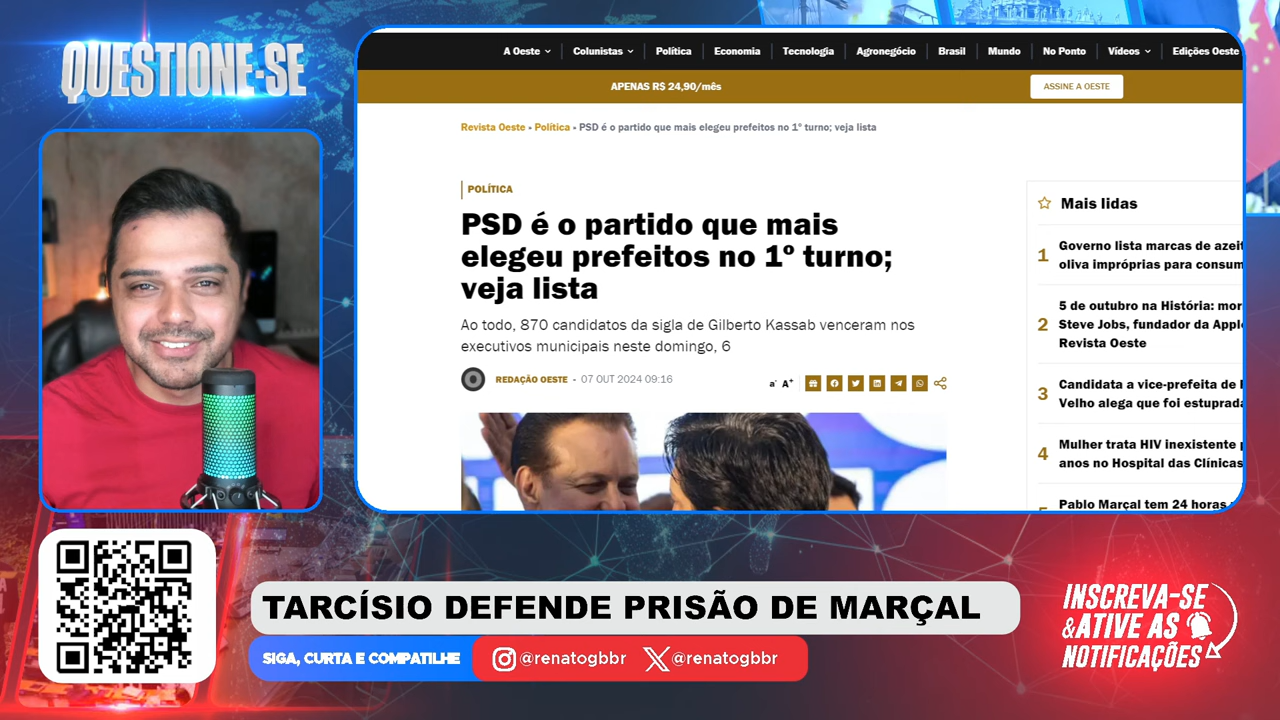 QUESTIONE-SE
A Oeste
Colunistas
Política
Economia
Tecnologia
Agronegócio
Brasil
Mundo
No Ponto
Vídeos
Edições Oeste
APENAS R$ 24,90/mês
ASSINE A OESTE
Revista Oeste • Política • PSD é o partido que mais elegeu prefeitos no 1º turno; veja lista
POLÍTICA
PSD é o partido que mais
elegeu prefeitos no 1º turno;
veja lista
Ao todo, 870 candidatos da sigla de Gilberto Kassab venceram nos
executivos municipais neste domingo, 6
REDAÇÃO OESTE • 07 OUT 2024 09:16
a- A+
Mais lidas
1
Governo lista marcas de azeit
oliva impróprias para consum
2
5 de outubro na História: mor
Steve Jobs, fundador da Appl
Revista Oeste
3
Candidata a vice-prefeita de
Velho alega que foi estuprada
4
Mulher trata HIV inexistente
anos no Hospital das Clínicas
Pablo Marçal tem 24 horas
TARCÍSIO DEFENDE PRISÃO DE MARÇAL
SIGA, CURTA E COMPATILHE
@renatogbbr
@renatogbbr
INSCREVA-SE
&ATIVE AS
NOTIFICAÇÕES